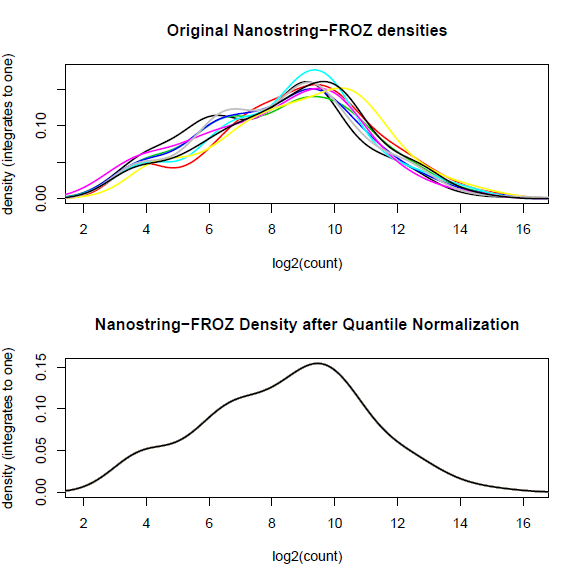 Original Nanostring−FROZ densities
density (integrates to one)
0.10
0.00
2 4 6 8 10 12 14 16
log2(count)
Nanostring−FROZ Density after Quantile Normalization
density (integrates to one)
0.15
0.10
0.05
0.00
2 4 6 8 10 12 14 16
log2(count)